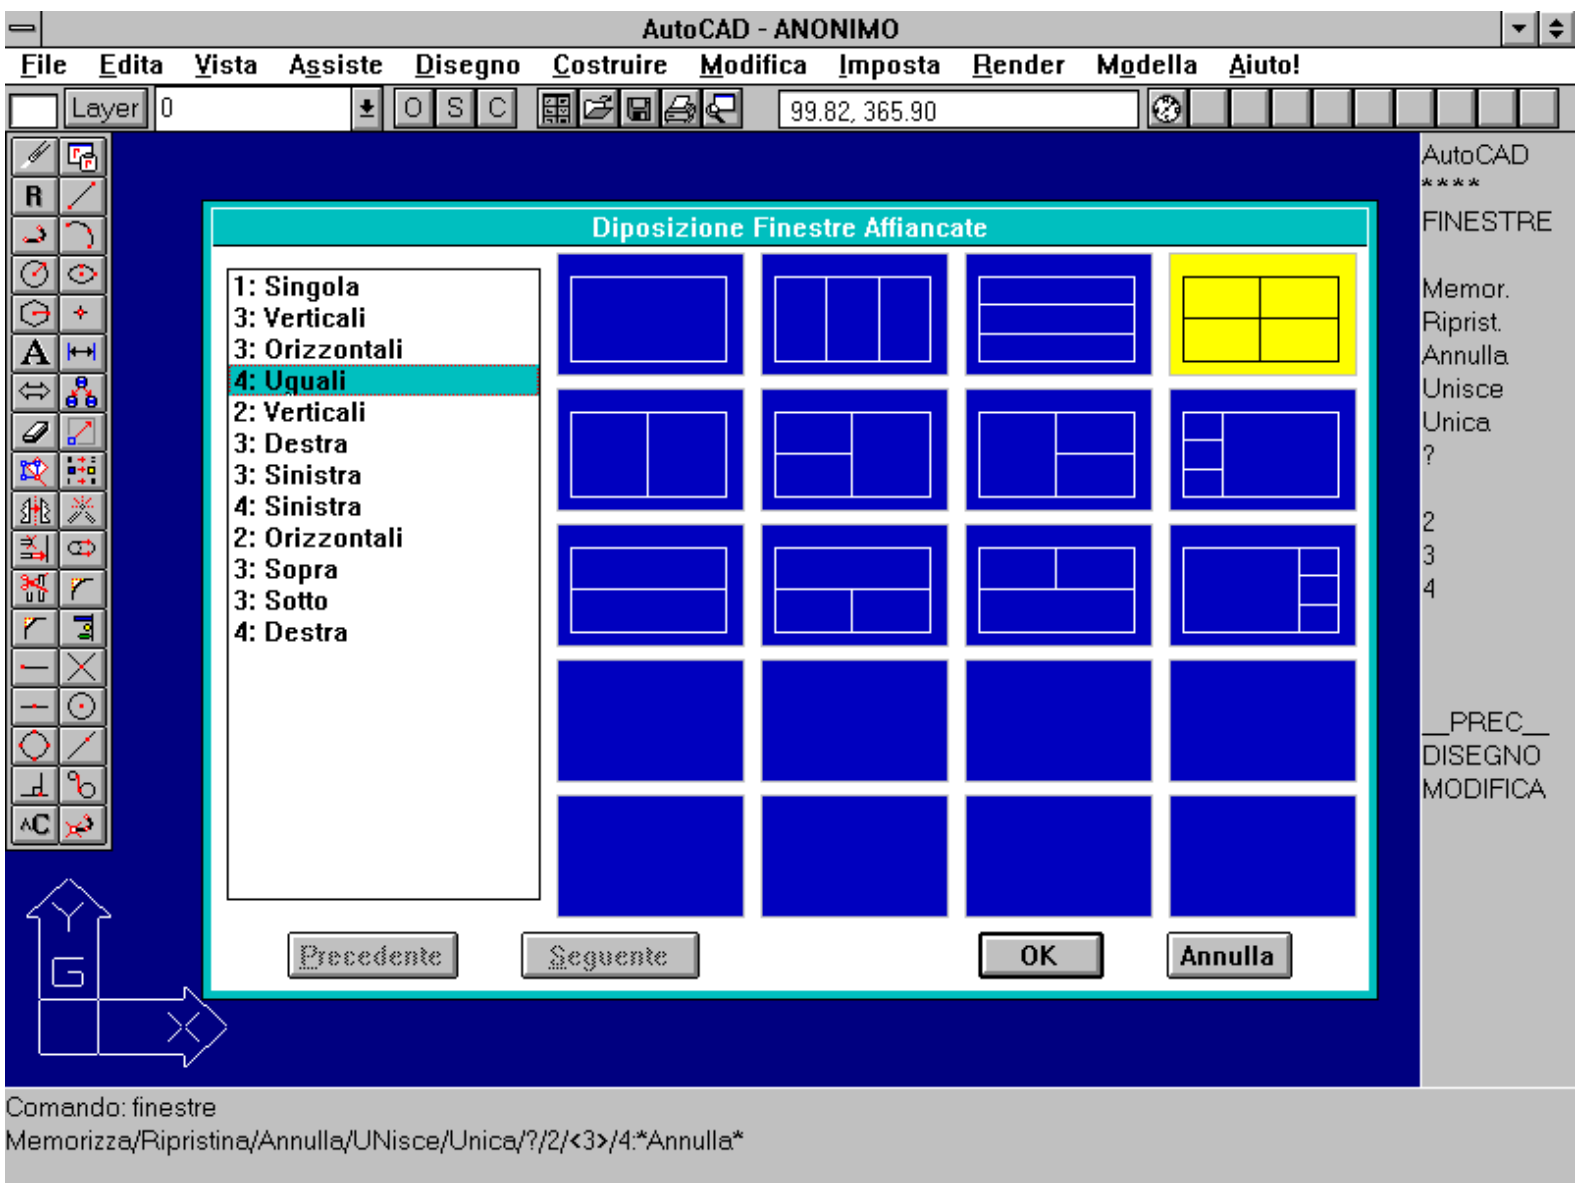 AutoCAD - ANONIMO
File Edita Vista Assiste Disegno Costruire Modifica Imposta Render Modella Aiuto!
Layer 0 O S C 99.82, 365.90
R
A
^C
Diposizione Finestre Affiancate
1: Singola
3: Verticali
3: Orizzontali
4: Uguali
2: Verticali
3: Destra
3: Sinistra
4: Sinistra
2: Orizzontali
3: Sopra
3: Sotto
4: Destra
Precedente Seguente OK Annulla
AutoCAD
****
FINESTRE
Memor.
Riprist.
Annulla
Unisce
Unica
?
2
3
4
__PREC__
DISEGNO
MODIFICA
Y
G
X
Comando: finestre
Memorizza/Ripristina/Annulla/UNisce/Unica/?/2/<3>/4:*Annulla*